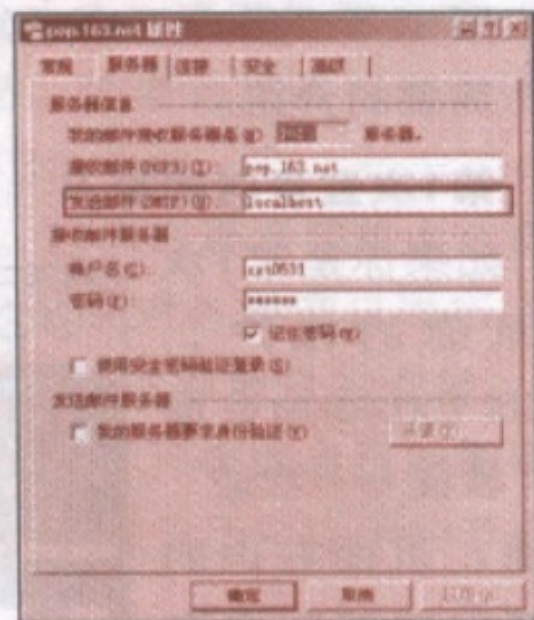 pop.163.net 属性
常规 服务器 连接 安全 高级
服务器信息
我的邮件接收服务器是(M) 服务器。
接收邮件(POP3)(I): pop.163.net
发送邮件(SMTP)(U): localhost
接收邮件服务器
帐户名(C):
密码(P): ******
记住密码(W)
使用安全密码验证登录(S)
发送邮件服务器
我的服务器要求身份验证(V)
确定 取消